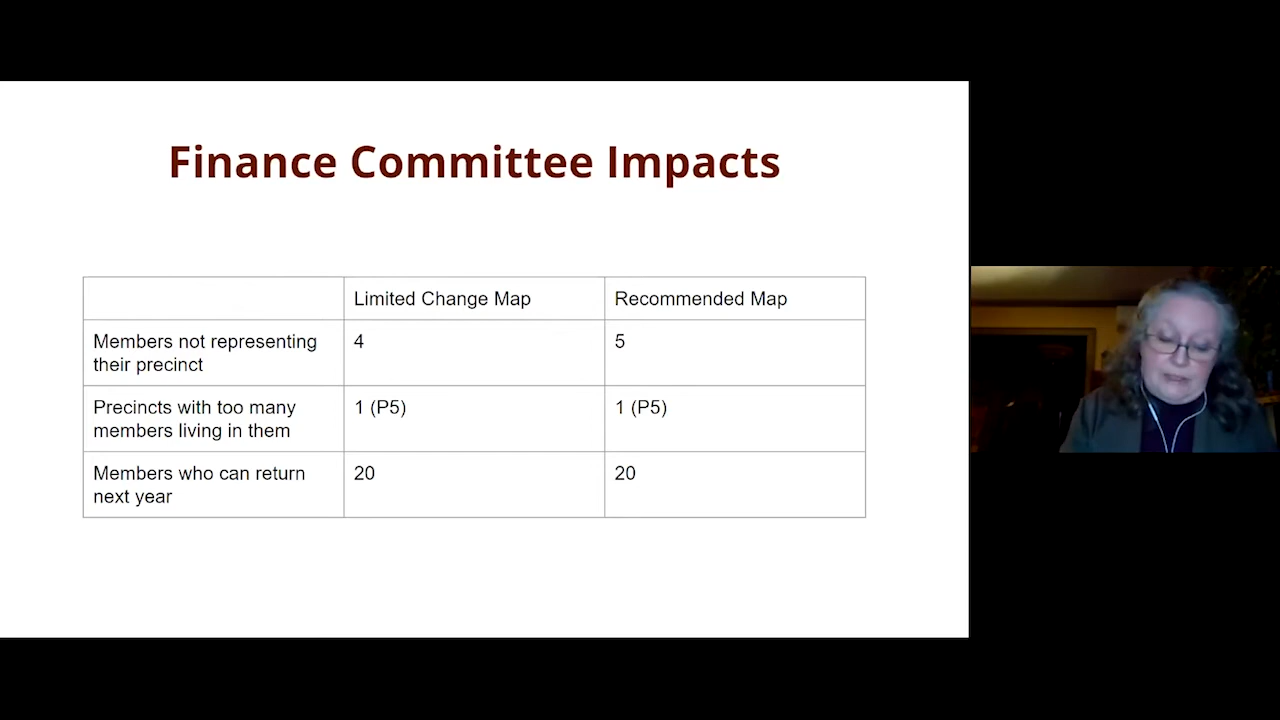 Finance Committee Impacts
Limited Change Map
Recommended Map
Members not representing
their precinct
4
5
Precincts with too many
members living in them
1 (P5)
1 (P5)
Members who can return
next year
20
20